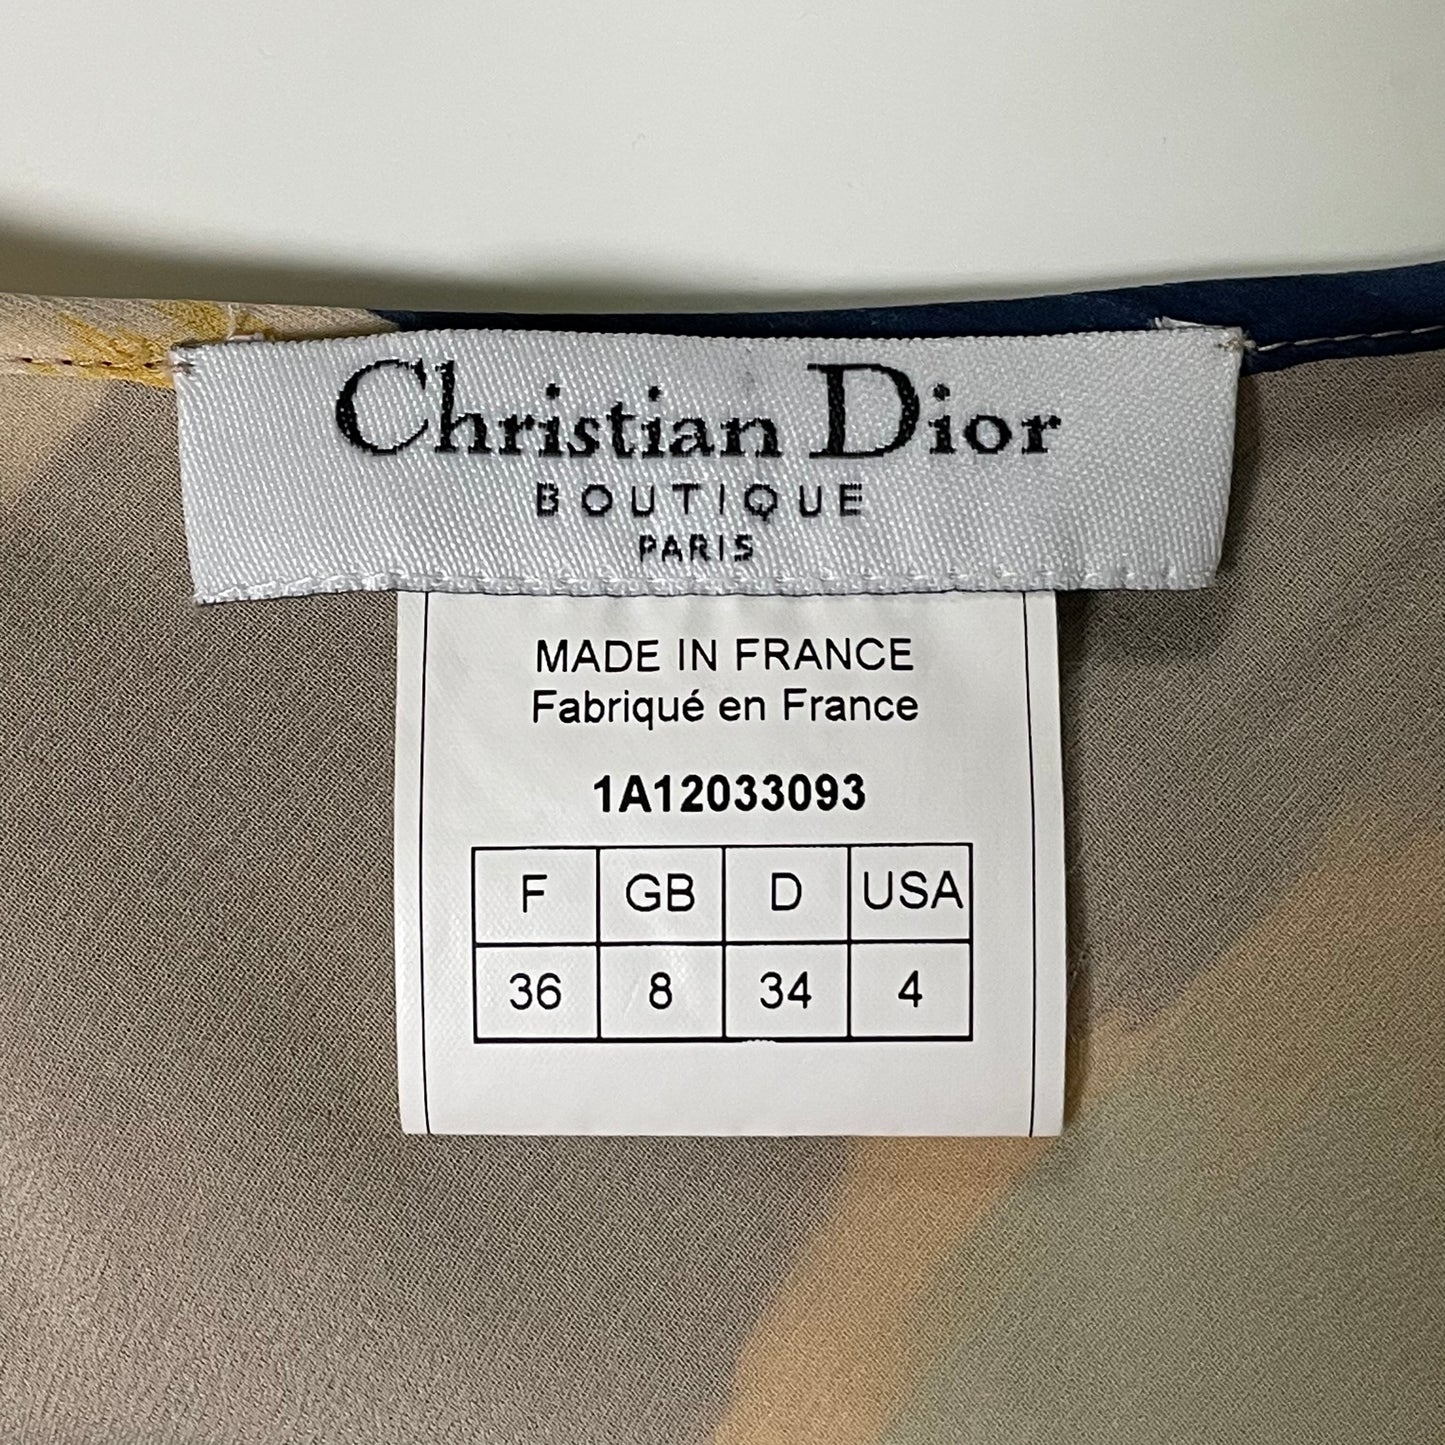 Christian Dior
BOUTIQUE
PARIS
MADE IN FRANCE
Fabriqué en France
1A12033093
F GB D USA
36 8 34 4